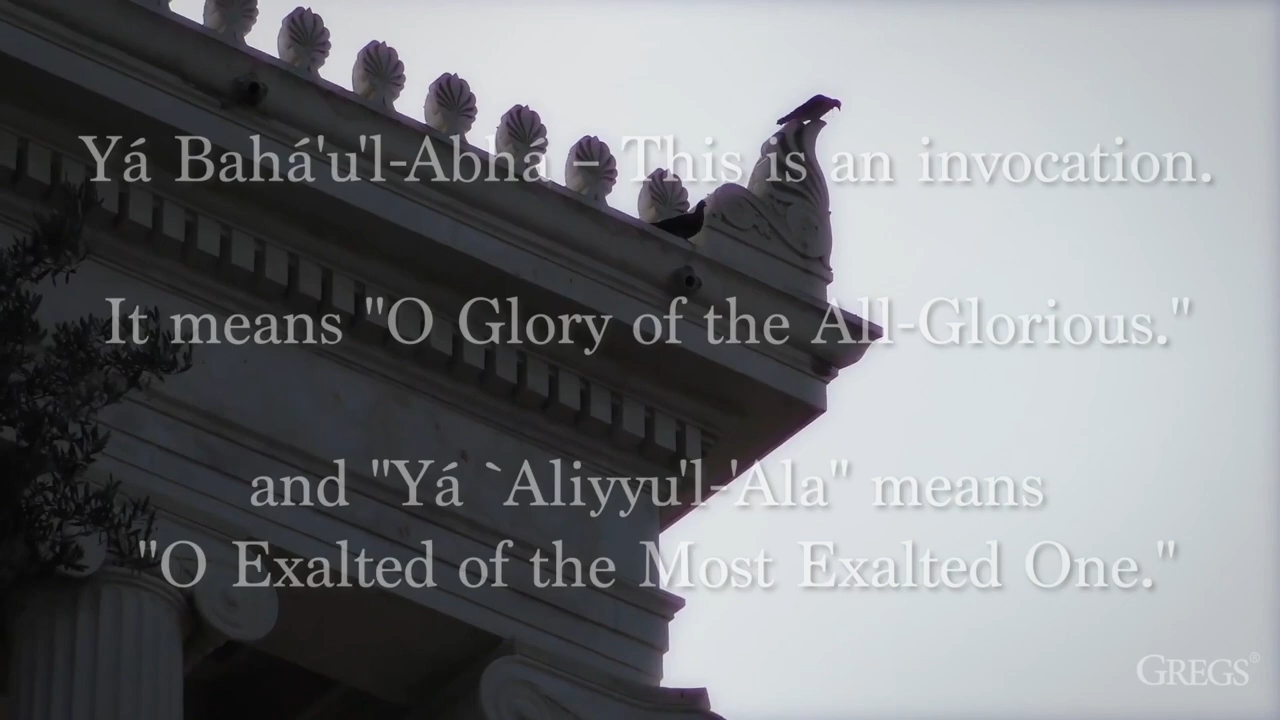 Yá Bahá'u'l-Abhá – This is an invocation.
It means "O Glory of the All-Glorious."
and "Yá `Aliyyu'l-'Ala" means
"O Exalted of the Most Exalted One."
GREGS®